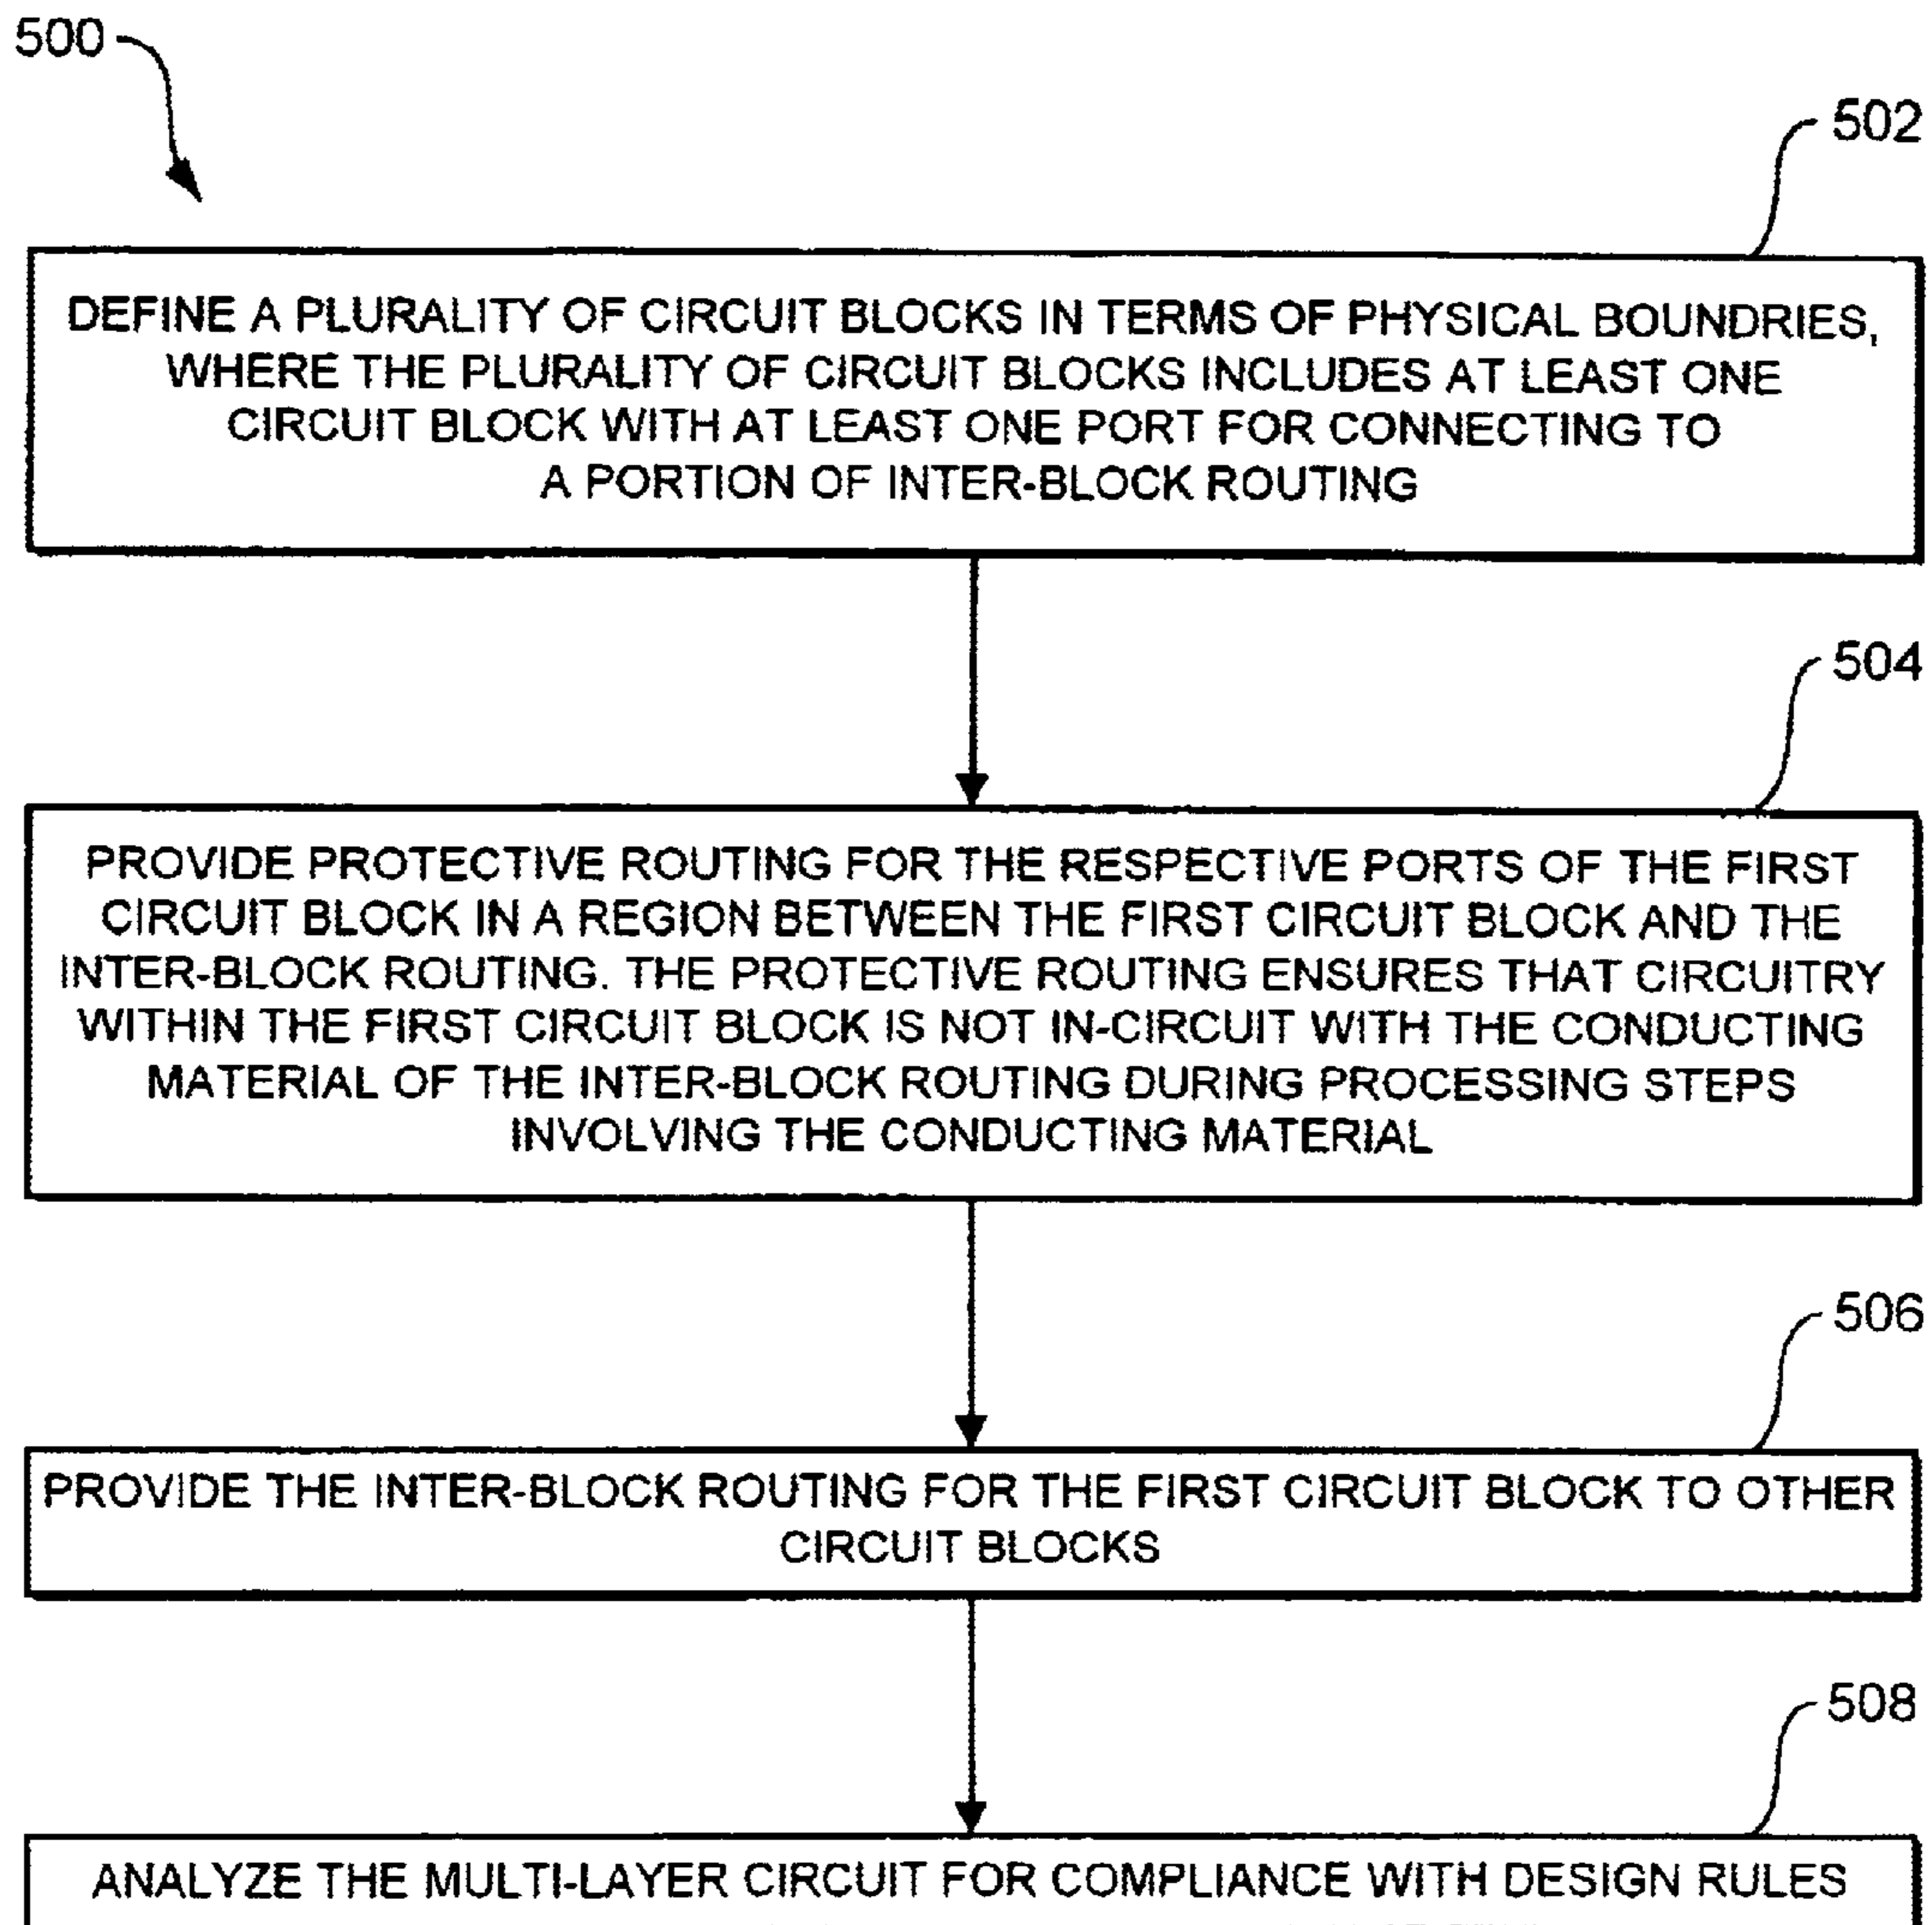 500
502
DEFINE A PLURALITY OF CIRCUIT BLOCKS IN TERMS OF PHYSICAL BOUNDRIES,
WHERE THE PLURALITY OF CIRCUIT BLOCKS INCLUDES AT LEAST ONE
CIRCUIT BLOCK WITH AT LEAST ONE PORT FOR CONNECTING TO
A PORTION OF INTER-BLOCK ROUTING
504
PROVIDE PROTECTIVE ROUTING FOR THE RESPECTIVE PORTS OF THE FIRST
CIRCUIT BLOCK IN A REGION BETWEEN THE FIRST CIRCUIT BLOCK AND THE
INTER-BLOCK ROUTING. THE PROTECTIVE ROUTING ENSURES THAT CIRCUITRY
WITHIN THE FIRST CIRCUIT BLOCK IS NOT IN-CIRCUIT WITH THE CONDUCTING
MATERIAL OF THE INTER-BLOCK ROUTING DURING PROCESSING STEPS
INVOLVING THE CONDUCTING MATERIAL
506
PROVIDE THE INTER-BLOCK ROUTING FOR THE FIRST CIRCUIT BLOCK TO OTHER
CIRCUIT BLOCKS
508
ANALYZE THE MULTI-LAYER CIRCUIT FOR COMPLIANCE WITH DESIGN RULES